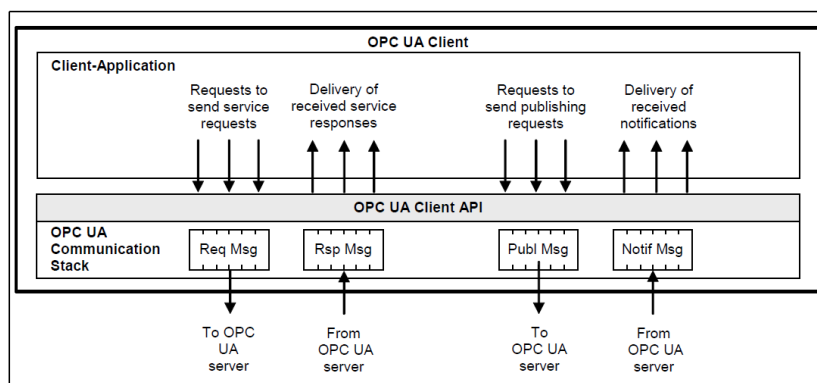 OPC UA Client
Client-Application
Requests to
send service
requests
Delivery of
received service
responses
Requests to
send publishing
requests
Delivery of
received
notifications
OPC UA Client API
OPC UA
Communication
Stack
Req Msg
Rsp Msg
Publ Msg
Notif Msg
To OPC
UA
server
From
OPC UA
server
To
OPC UA
server
From
OPC UA
server